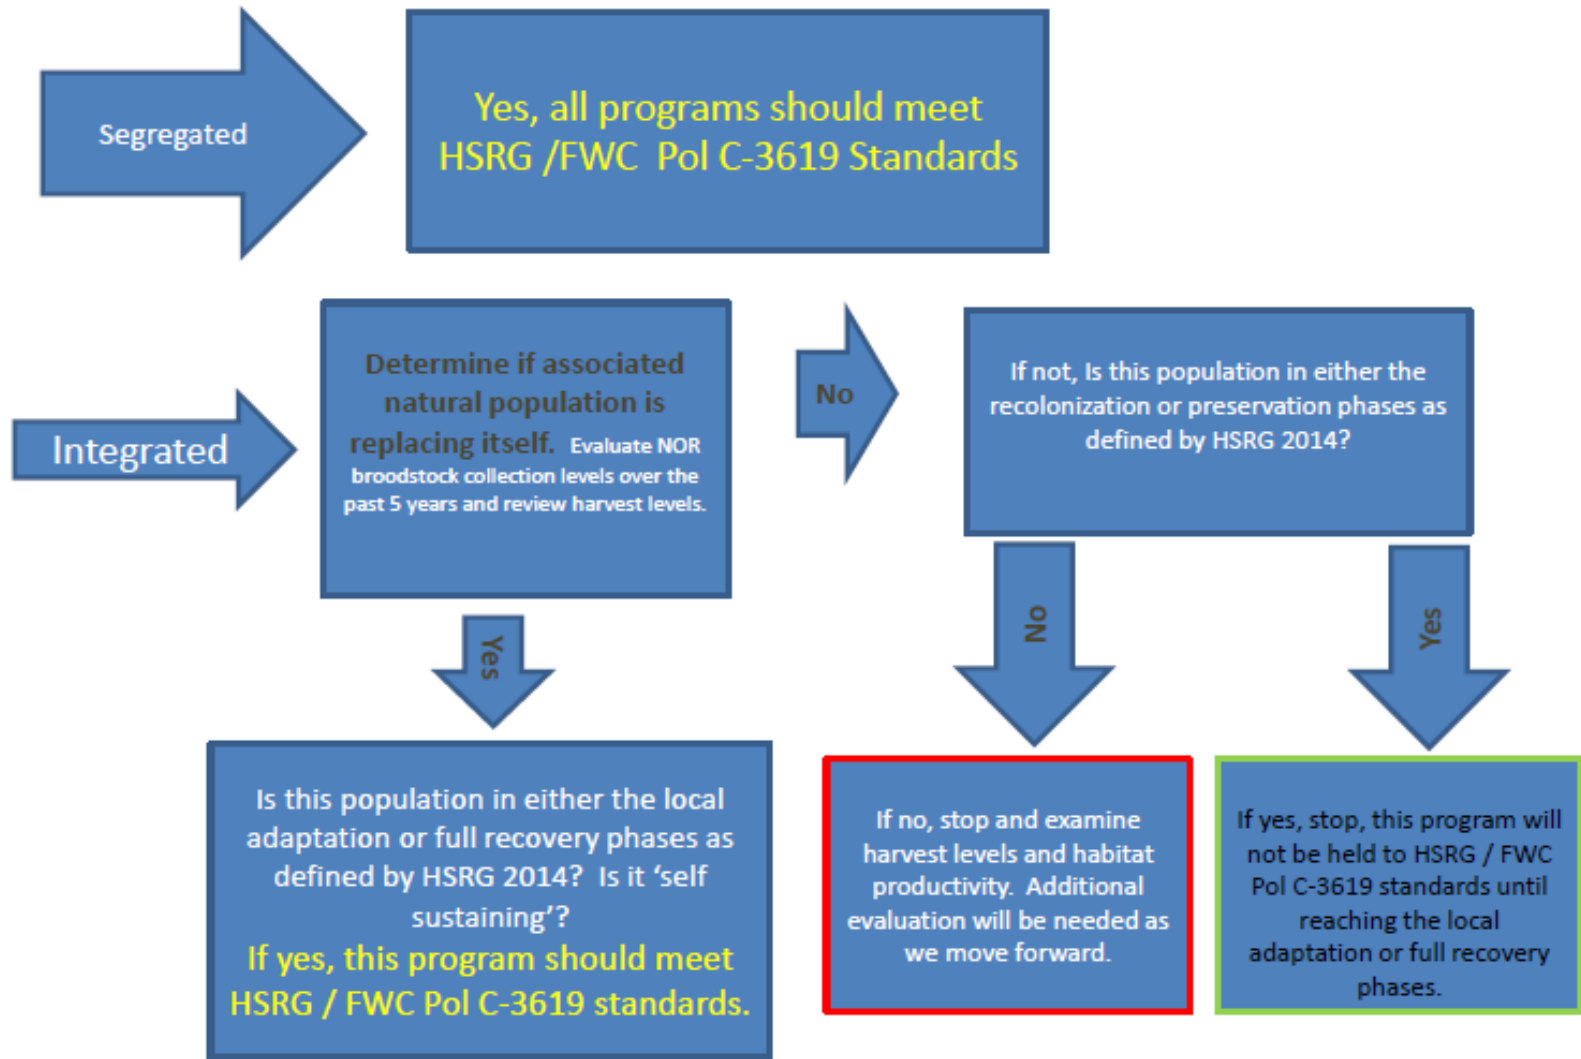 Segregated
Yes, all programs should meet
HSRG /FWC Pol C-3619 Standards
Integrated
Determine if associated
natural population is
replacing itself. Evaluate NOR
broodstock collection levels over the
past 5 years and review harvest levels.
No
If not, Is this population in either the
recolonization or preservation phases as
defined by HSRG 2014?
Yes
No
Yes
Is this population in either the local
adaptation or full recovery phases as
defined by HSRG 2014? Is it ‘self
sustaining’?
If yes, this program should meet
HSRG / FWC Pol C-3619 standards.
If no, stop and examine
harvest levels and habitat
productivity. Additional
evaluation will be needed as
we move forward.
If yes, stop, this program will
not be held to HSRG / FWC
Pol C-3619 standards until
reaching the local
adaptation or full recovery
phases.